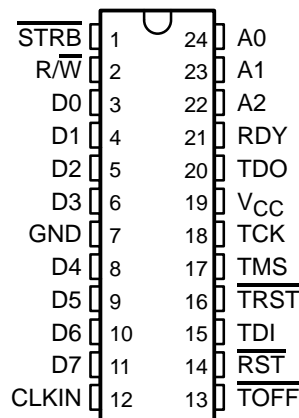 STRB 1 24 A0
R/W 2 23 A1
D0 3 22 A2
D1 4 21 RDY
D2 5 20 TDO
D3 6 19 VCC
GND 7 18 TCK
D4 8 17 TMS
D5 9 16 TRST
D6 10 15 TDI
D7 11 14 RST
CLKIN 12 13 TOFF